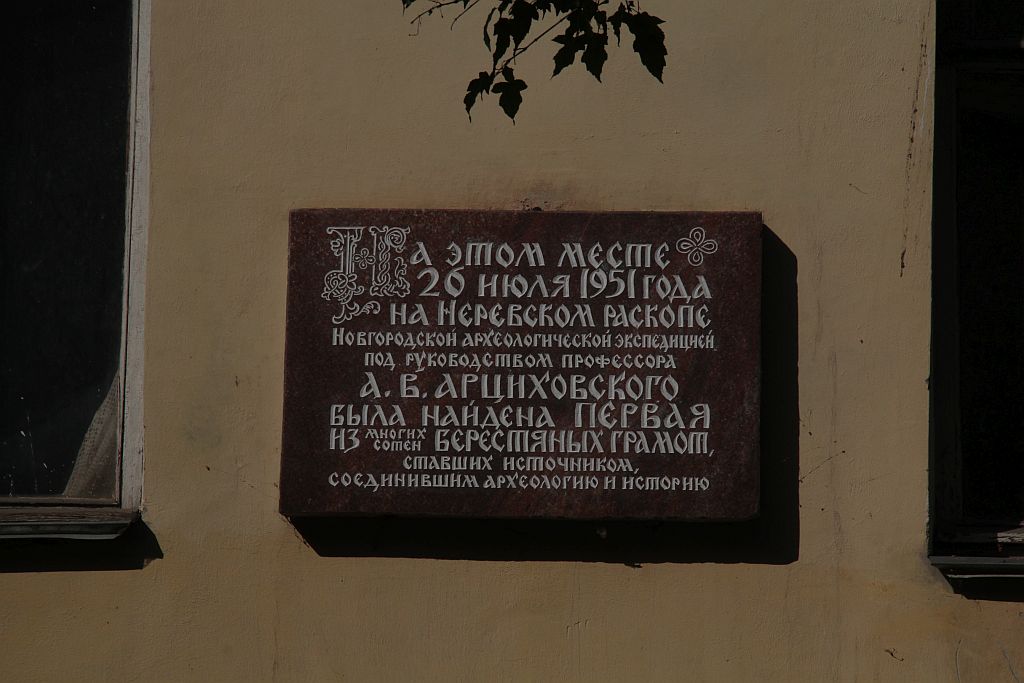 На этом месте
26 июля 1951 года
на Неревском раскопе
Новгородской археологической экспедицией
под руководством профессора
А. В. Арциховского
была найдена первая
из многих сотен берестяных грамот,
ставших источником,
соединившим археологию и историю